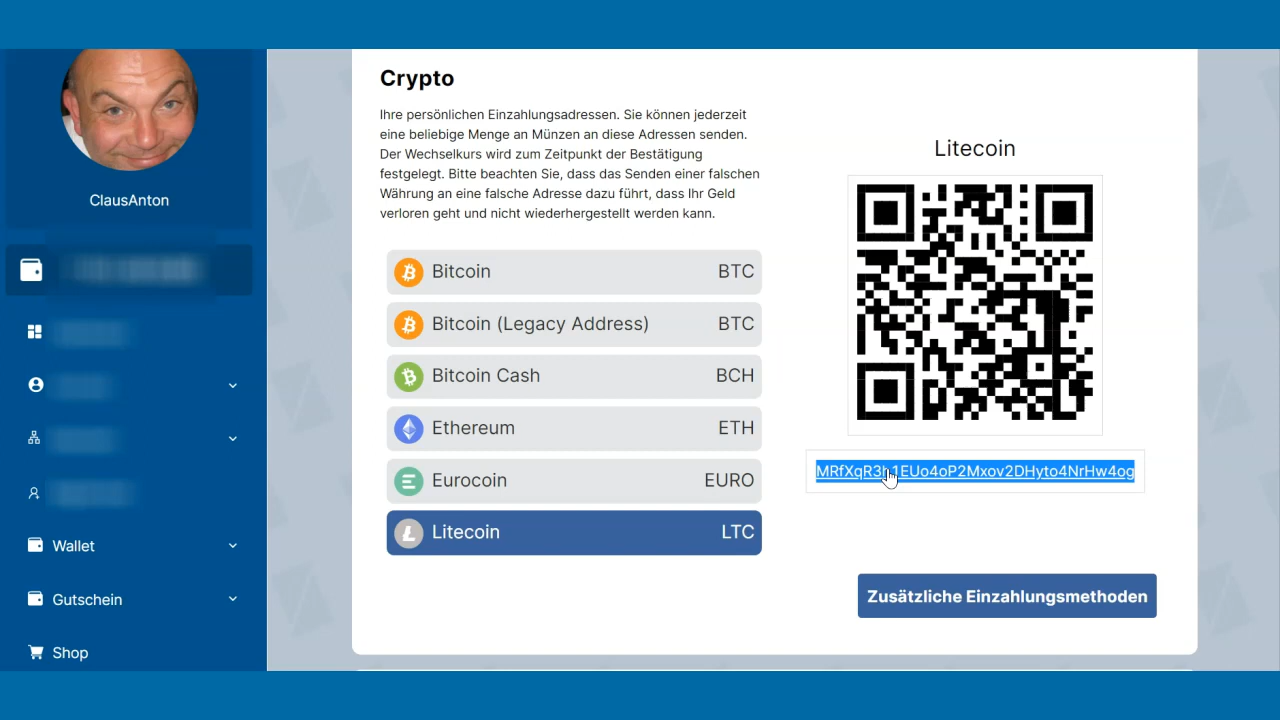 ClausAnton
Wallet
Gutschein
Shop
Crypto
Ihre persönlichen Einzahlungsadressen. Sie können jederzeit
eine beliebige Menge an Münzen an diese Adressen senden.
Der Wechselkurs wird zum Zeitpunkt der Bestätigung
festgelegt. Bitte beachten Sie, dass das Senden einer falschen
Währung an eine falsche Adresse dazu führt, dass Ihr Geld
verloren geht und nicht wiederhergestellt werden kann.
Bitcoin BTC
Bitcoin (Legacy Address) BTC
Bitcoin Cash BCH
Ethereum ETH
Eurocoin EURO
Litecoin LTC
Litecoin
Zusätzliche Einzahlungsmethoden